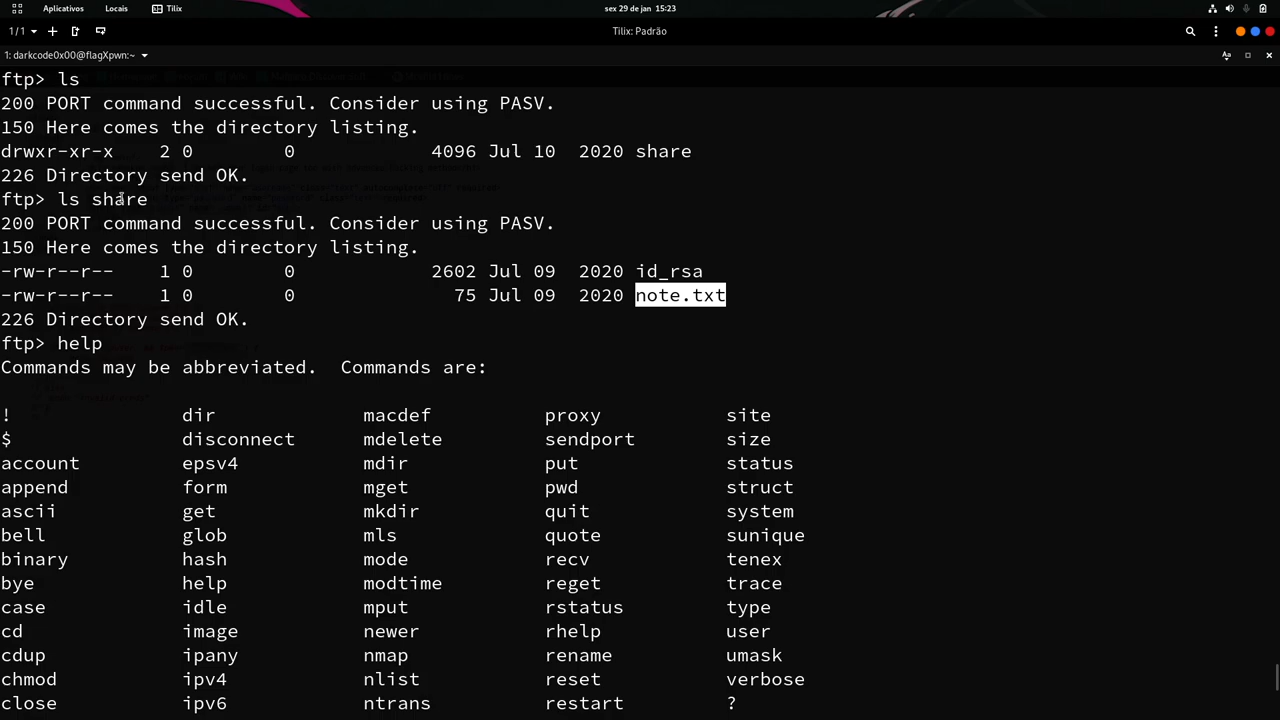 Aplicativos Locais Tilix sex 29 de jan 15:23
1/1 Tilix: Padrão
1: darkcode0x00@flagXpwn:~
ftp> ls
200 PORT command successful. Consider using PASV.
150 Here comes the directory listing.
drwxr-xr-x    2 0        0            4096 Jul 10  2020 share
226 Directory send OK.
ftp> ls share
200 PORT command successful. Consider using PASV.
150 Here comes the directory listing.
-rw-r--r--    1 0        0            2602 Jul 09  2020 id_rsa
-rw-r--r--    1 0        0              75 Jul 09  2020 note.txt
226 Directory send OK.
ftp> help
Commands may be abbreviated.  Commands are:
!               dir             macdef          proxy           site
$               disconnect      mdelete         sendport        size
account         epsv4           mdir            put             status
append          form            mget            pwd             struct
ascii           get             mkdir           quit            system
bell            glob            mls             quote           sunique
binary          hash            mode            recv            tenex
bye             help            modtime         reget           trace
case            idle            mput            rstatus         type
cd              image           newer           rhelp           user
cdup            ipany           nmap            rename          umask
chmod           ipv4            nlist           reset           verbose
close           ipv6            ntrans          restart         ?